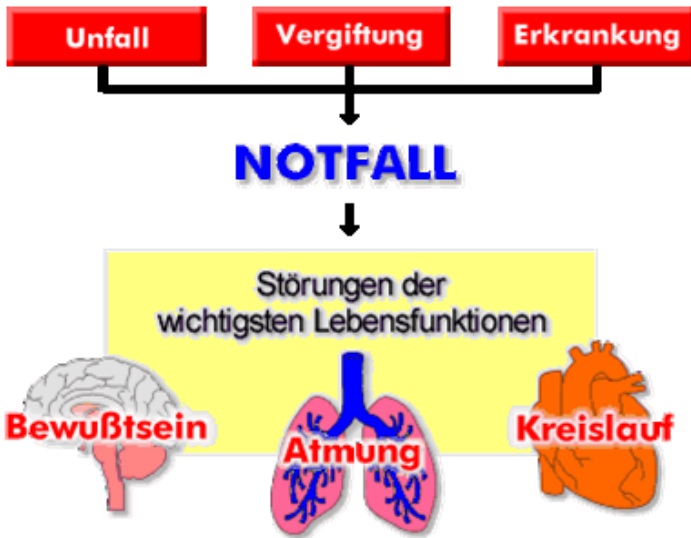 Unfall
Vergiftung
Erkrankung
NOTFALL
Störungen der
wichtigsten Lebensfunktionen
Bewußtsein
Atmung
Kreislauf